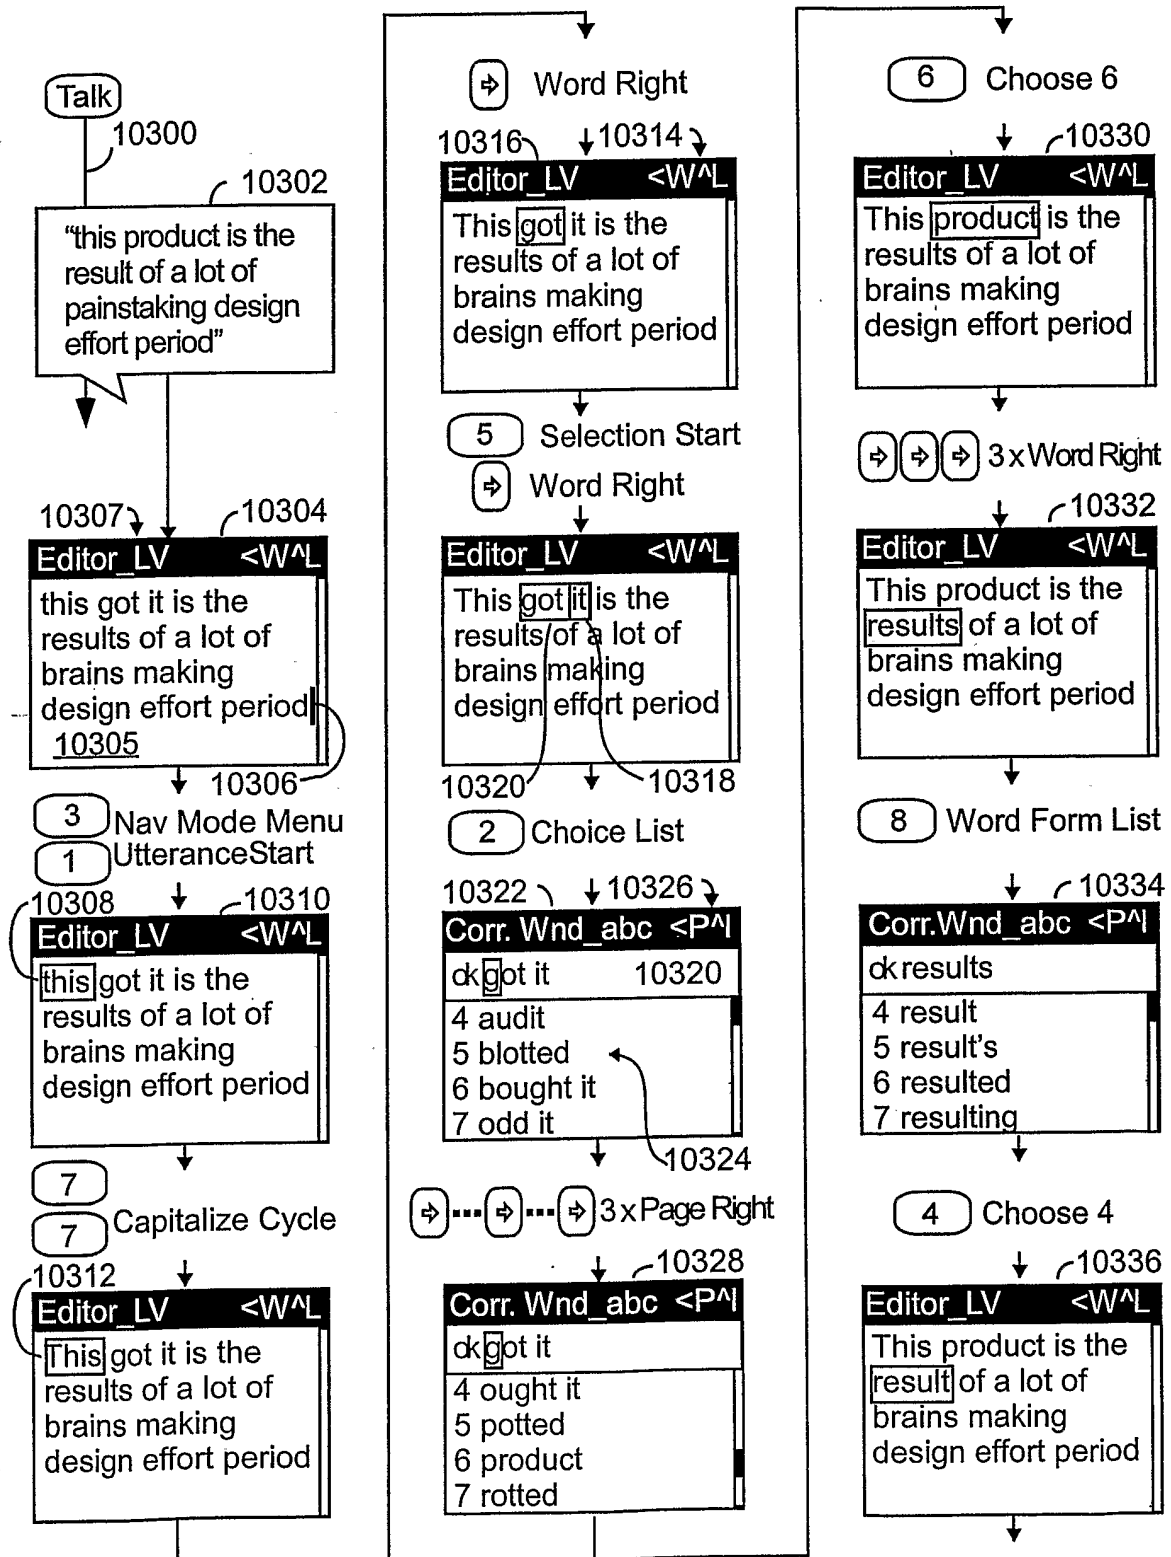 Talk
10300
10302
“this product is the
result of a lot of
painstaking design
effort period”
10307
10304
Editor_LV <W^L
this got it is the
results of a lot of
brains making
design effort period
10305
10306
3 Nav Mode Menu
1 UtteranceStart
10308
10310
Editor_LV <W^L
this got it is the
results of a lot of
brains making
design effort period
7
7 Capitalize Cycle
10312
Editor_LV <W^L
This got it is the
results of a lot of
brains making
design effort period
Word Right
10316
10314
Editor_LV <W^L
This got it is the
results of a lot of
brains making
design effort period
5 Selection Start
Word Right
Editor_LV <W^L
This got it is the
results of a lot of
brains making
design effort period
10320
10318
2 Choice List
10322
10326
Corr. Wnd_abc <P^I
ok got it 10320
4 audit
5 blotted
6 bought it
7 odd it
10324
... ... 3 x Page Right
10328
Corr. Wnd_abc <P^I
ok got it
4 ought it
5 potted
6 product
7 rotted
6 Choose 6
10330
Editor_LV <W^L
This product is the
results of a lot of
brains making
design effort period
3 x Word Right
10332
Editor_LV <W^L
This product is the
results of a lot of
brains making
design effort period
8 Word Form List
10334
Corr.Wnd_abc <P^I
ok results
4 result
5 result's
6 resulted
7 resulting
4 Choose 4
10336
Editor_LV <W^L
This product is the
result of a lot of
brains making
design effort period